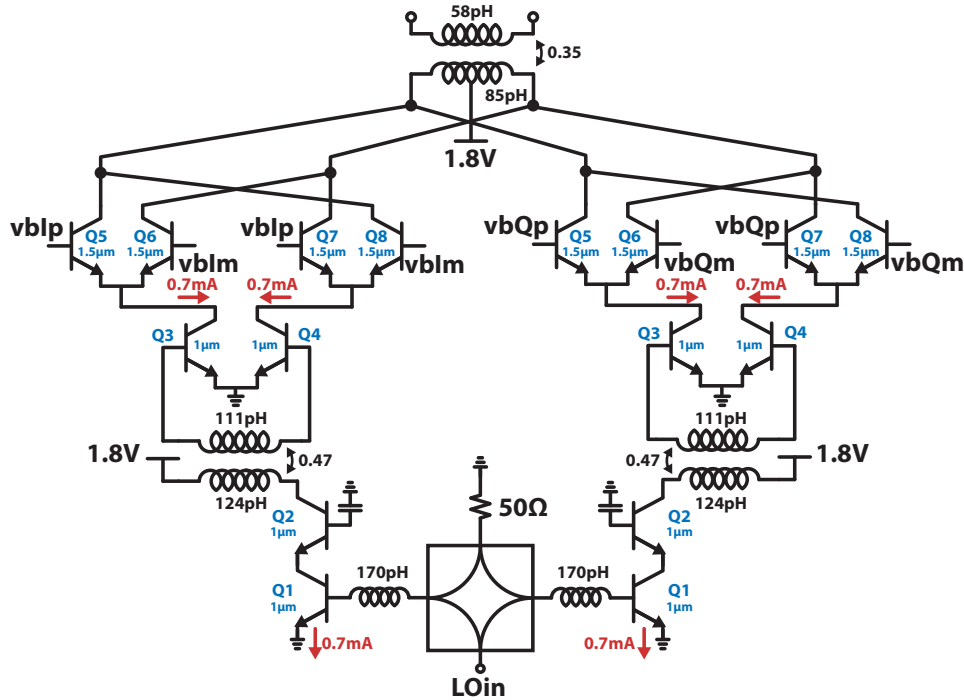 58pH
0.35
85pH
1.8V
vbIp
Q5
1.5μm
Q6
1.5μm
vbIm
vbIp
Q7
1.5μm
Q8
1.5μm
vbIm
vbQp
Q5
1.5μm
Q6
1.5μm
vbQm
vbQp
Q7
1.5μm
Q8
1.5μm
vbQm
0.7mA
0.7mA
0.7mA
0.7mA
Q3
1μm
1μm
Q4
Q3
1μm
1μm
Q4
111pH
111pH
1.8V
0.47
0.47
1.8V
124pH
124pH
Q2
1μm
50Ω
Q2
1μm
170pH
170pH
Q1
1μm
Q1
1μm
0.7mA
0.7mA
LOin